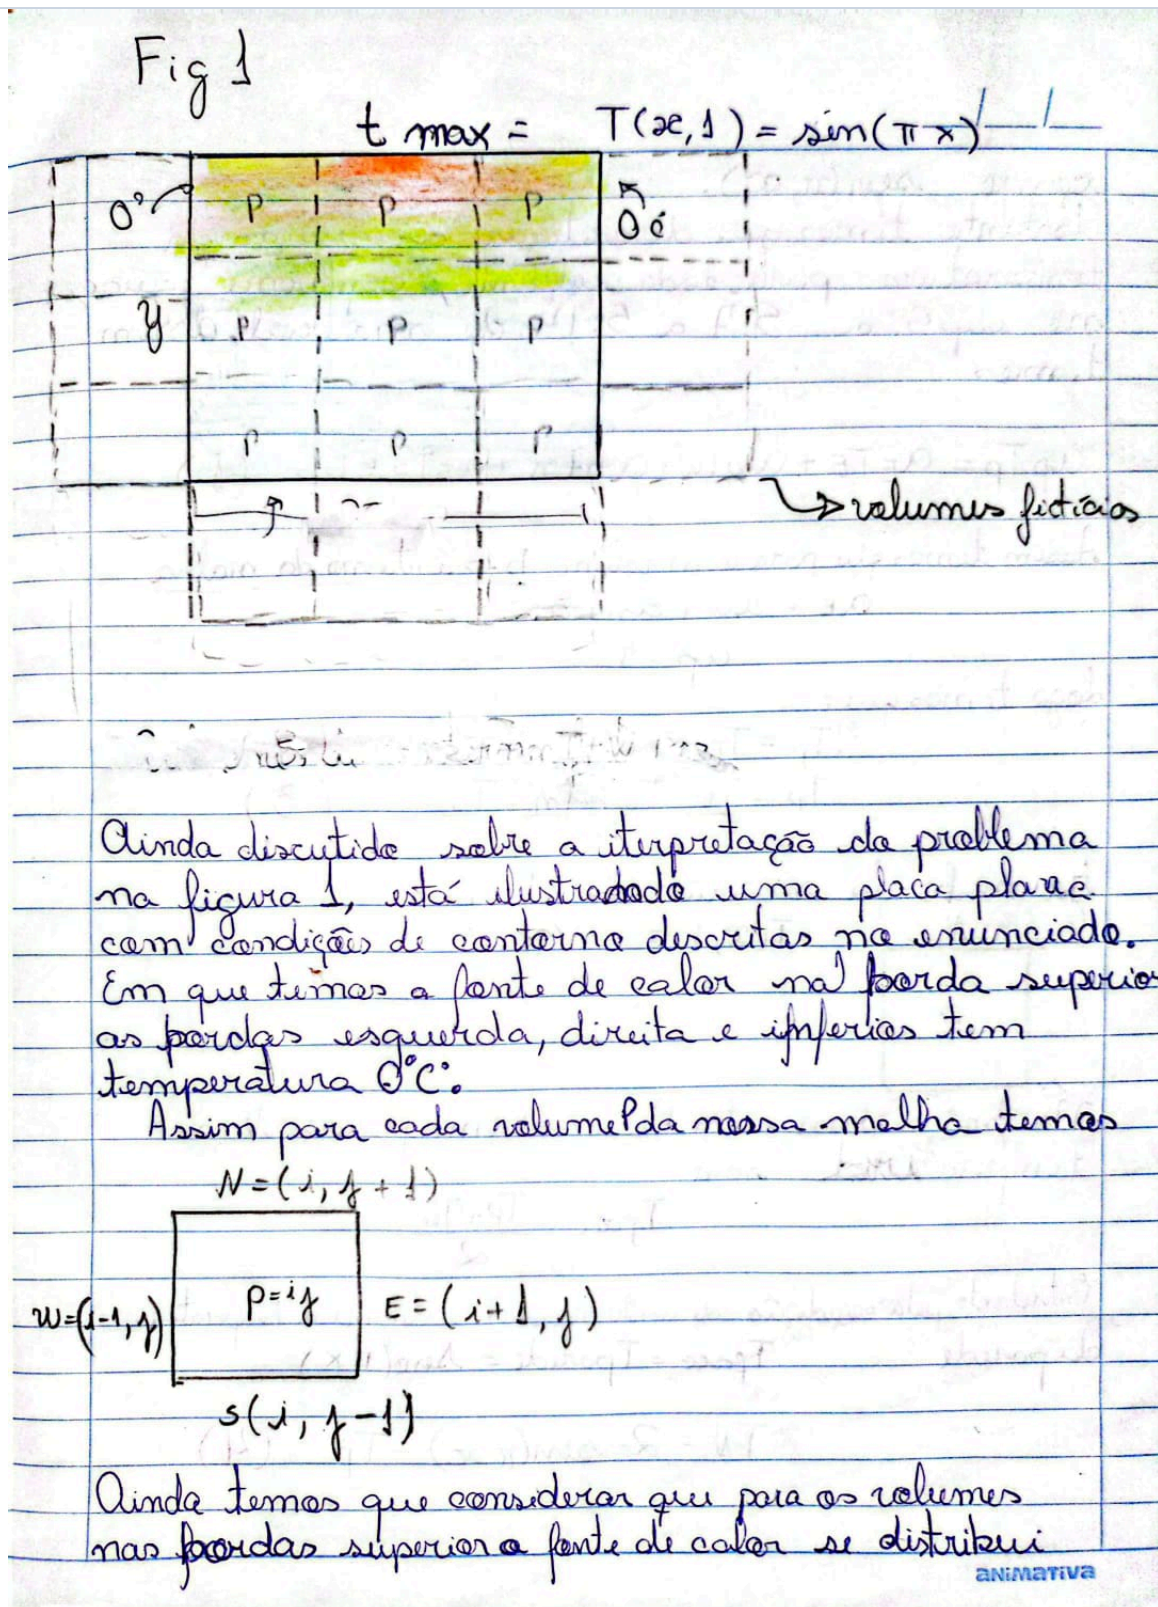 Fig 1
t max = T(x, 1) = sin(π x)
0° P P P 0°c
y P P P
P P P
volumes fictícios
Ainda discutido sobre a iterpretação do problema
na figura 1, está ilustradodo uma placa plana
com condições de contorno descritas no enunciado.
Em que temos a fonte de calor na borda superior
as bordas esquerda, direita e inferios tem
temperatura 0°C.
Assim para cada volume P da nossa malha temos
N=(i, j+1)
W=(i-1, j) P=ij E=(i+1, j)
S(i, j-1)
Ainda temos que considerar que para os volumes
nas bordas superior a fonte de calor se distribui
ANIMATIVA